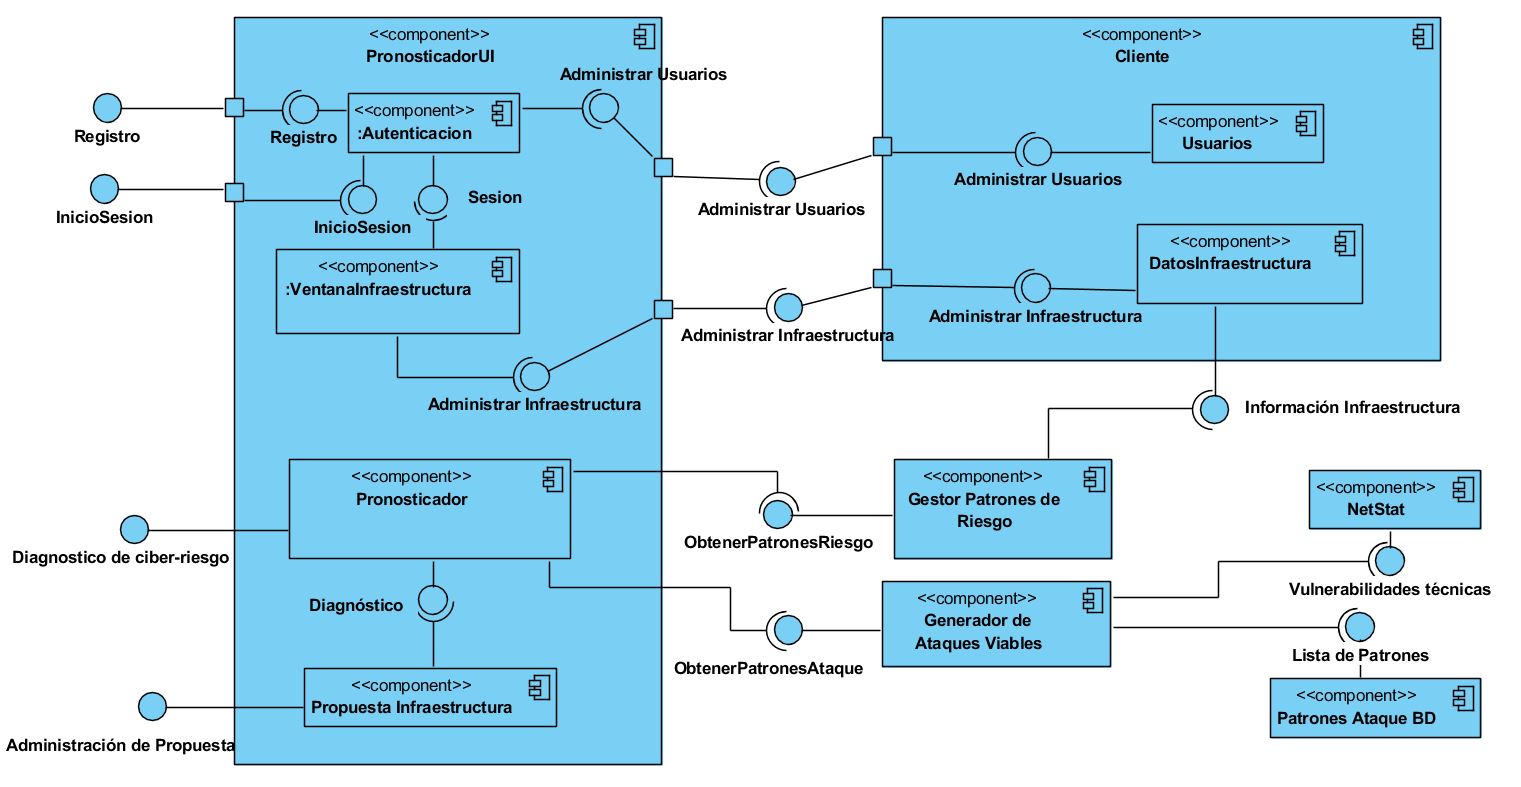 <<component>>
PronosticadorUI
Registro
InicioSesion
Registro
<<component>>
:Autenticacion
Administrar Usuarios
InicioSesion
Sesion
<<component>>
:VentanaInfraestructura
Administrar Infraestructura
<<component>>
Pronosticador
Diagnostico de ciber-riesgo
Diagnóstico
<<component>>
Propuesta Infraestructura
Administración de Propuesta
Administrar Usuarios
Administrar Infraestructura
ObtenerPatronesRiesgo
ObtenerPatronesAtaque
<<component>>
Cliente
<<component>>
Usuarios
Administrar Usuarios
<<component>>
DatosInfraestructura
Administrar Infraestructura
Información Infraestructura
<<component>>
Gestor Patrones de
Riesgo
<<component>>
Generador de
Ataques Viables
<<component>>
NetStat
Vulnerabilidades técnicas
Lista de Patrones
<<component>>
Patrones Ataque BD